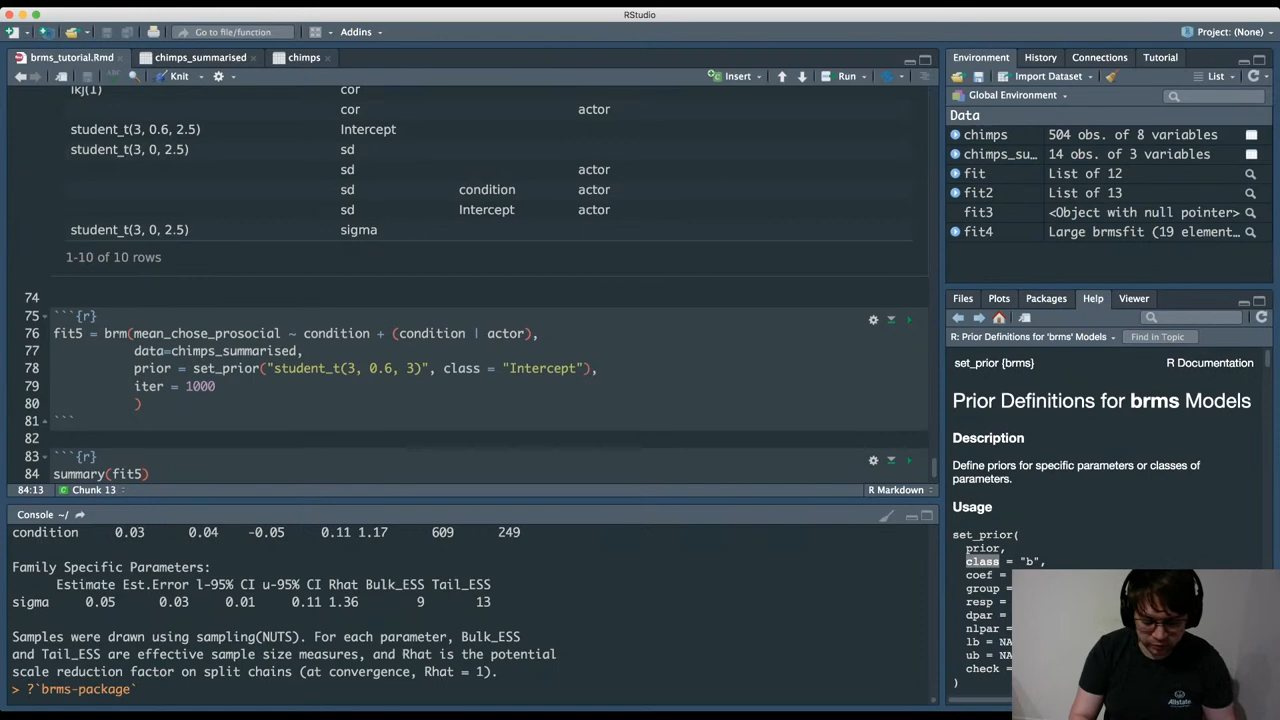 RStudio
Go to file/function
Addins
Project: (None)
brms_tutorial.Rmd
chimps_summarised
chimps
Knit
Insert
Run
lkj(1) cor
cor actor
student_t(3, 0.6, 2.5) Intercept
student_t(3, 0, 2.5) sd
sd actor
sd condition actor
sd Intercept actor
student_t(3, 0, 2.5) sigma
1-10 of 10 rows
74
75 ```{r}
76 fit5 = brm(mean_chose_prosocial ~ condition + (condition | actor),
77 data=chimps_summarised,
78 prior = set_prior("student_t(3, 0.6, 3)", class = "Intercept"),
79 iter = 1000
80 )
81 ```
82
83 ```{r}
84 summary(fit5)
84:13 Chunk 13 R Markdown
Console ~/
condition 0.03 0.04 -0.05 0.11 1.17 609 249
Family Specific Parameters:
Estimate Est.Error l-95% CI u-95% CI Rhat Bulk_ESS Tail_ESS
sigma 0.05 0.03 0.01 0.11 1.36 9 13
Samples were drawn using sampling(NUTS). For each parameter, Bulk_ESS
and Tail_ESS are effective sample size measures, and Rhat is the potential
scale reduction factor on split chains (at convergence, Rhat = 1).
> ?`brms-package`
Environment History Connections Tutorial
Import Dataset List
Global Environment
Data
chimps 504 obs. of 8 variables
chimps_su… 14 obs. of 3 variables
fit List of 12
fit2 List of 13
fit3 <Object with null pointer>
fit4 Large brmsfit (19 element…
Files Plots Packages Help Viewer
R: Prior Definitions for 'brms' Models
Find in Topic
set_prior {brms} R Documentation
Prior Definitions for brms Models
Description
Define priors for specific parameters or classes of
parameters.
Usage
set_prior(
prior,
class = "b",
coef =
group =
resp =
dpar =
nlpar =
lb = NA
ub = NA
check =
)
Allstate